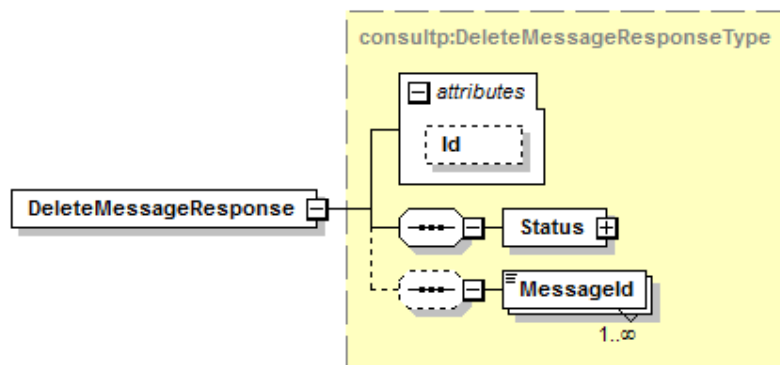 consultp:DeleteMessageResponseType
attributes
Id
DeleteMessageResponse
Status
MessageId
1..∞